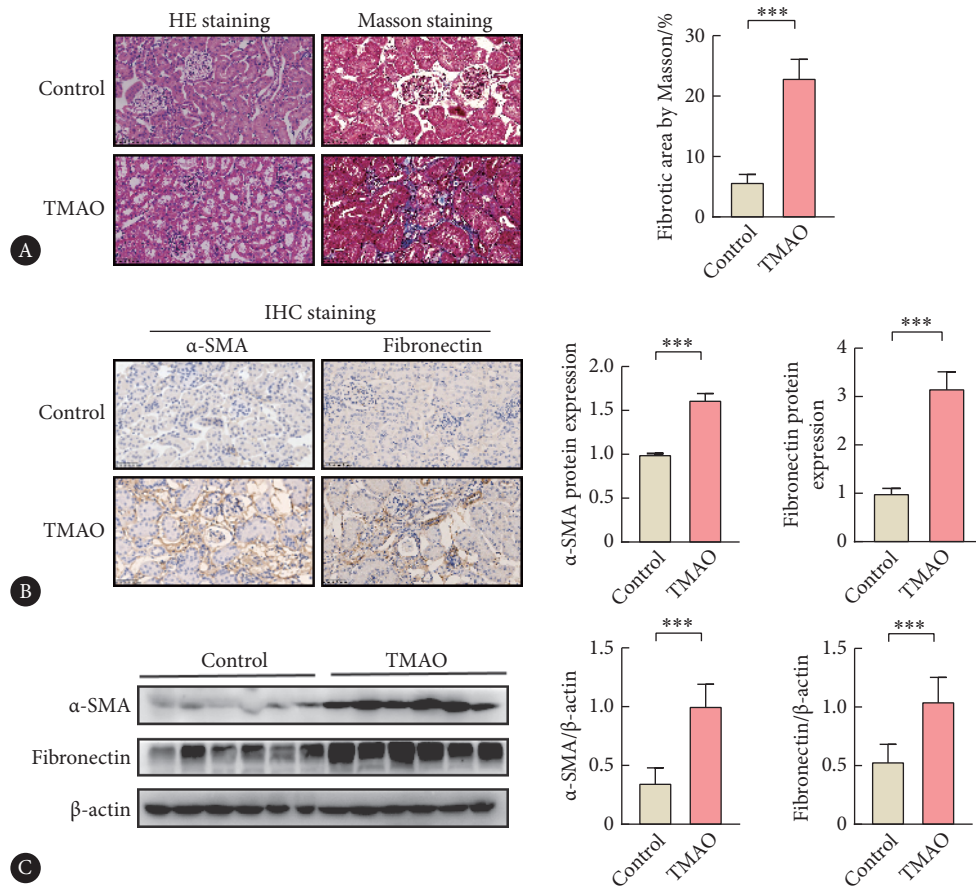 HE staining
Masson staining
Control
TMAO
A
Fibrotic area by Masson/%
30
20
10
0
***
Control
TMAO
IHC staining
α-SMA
Fibronectin
Control
TMAO
B
α-SMA protein expression
2.0
1.5
1.0
0.5
0.0
***
Control
TMAO
Fibronectin protein
expression
4
3
2
1
0
***
Control
TMAO
Control
TMAO
α-SMA
Fibronectin
β-actin
C
α-SMA/β-actin
1.5
1.0
0.5
0
***
Control
TMAO
Fibronectin/β-actin
1.5
1.0
0.5
0
***
Control
TMAO